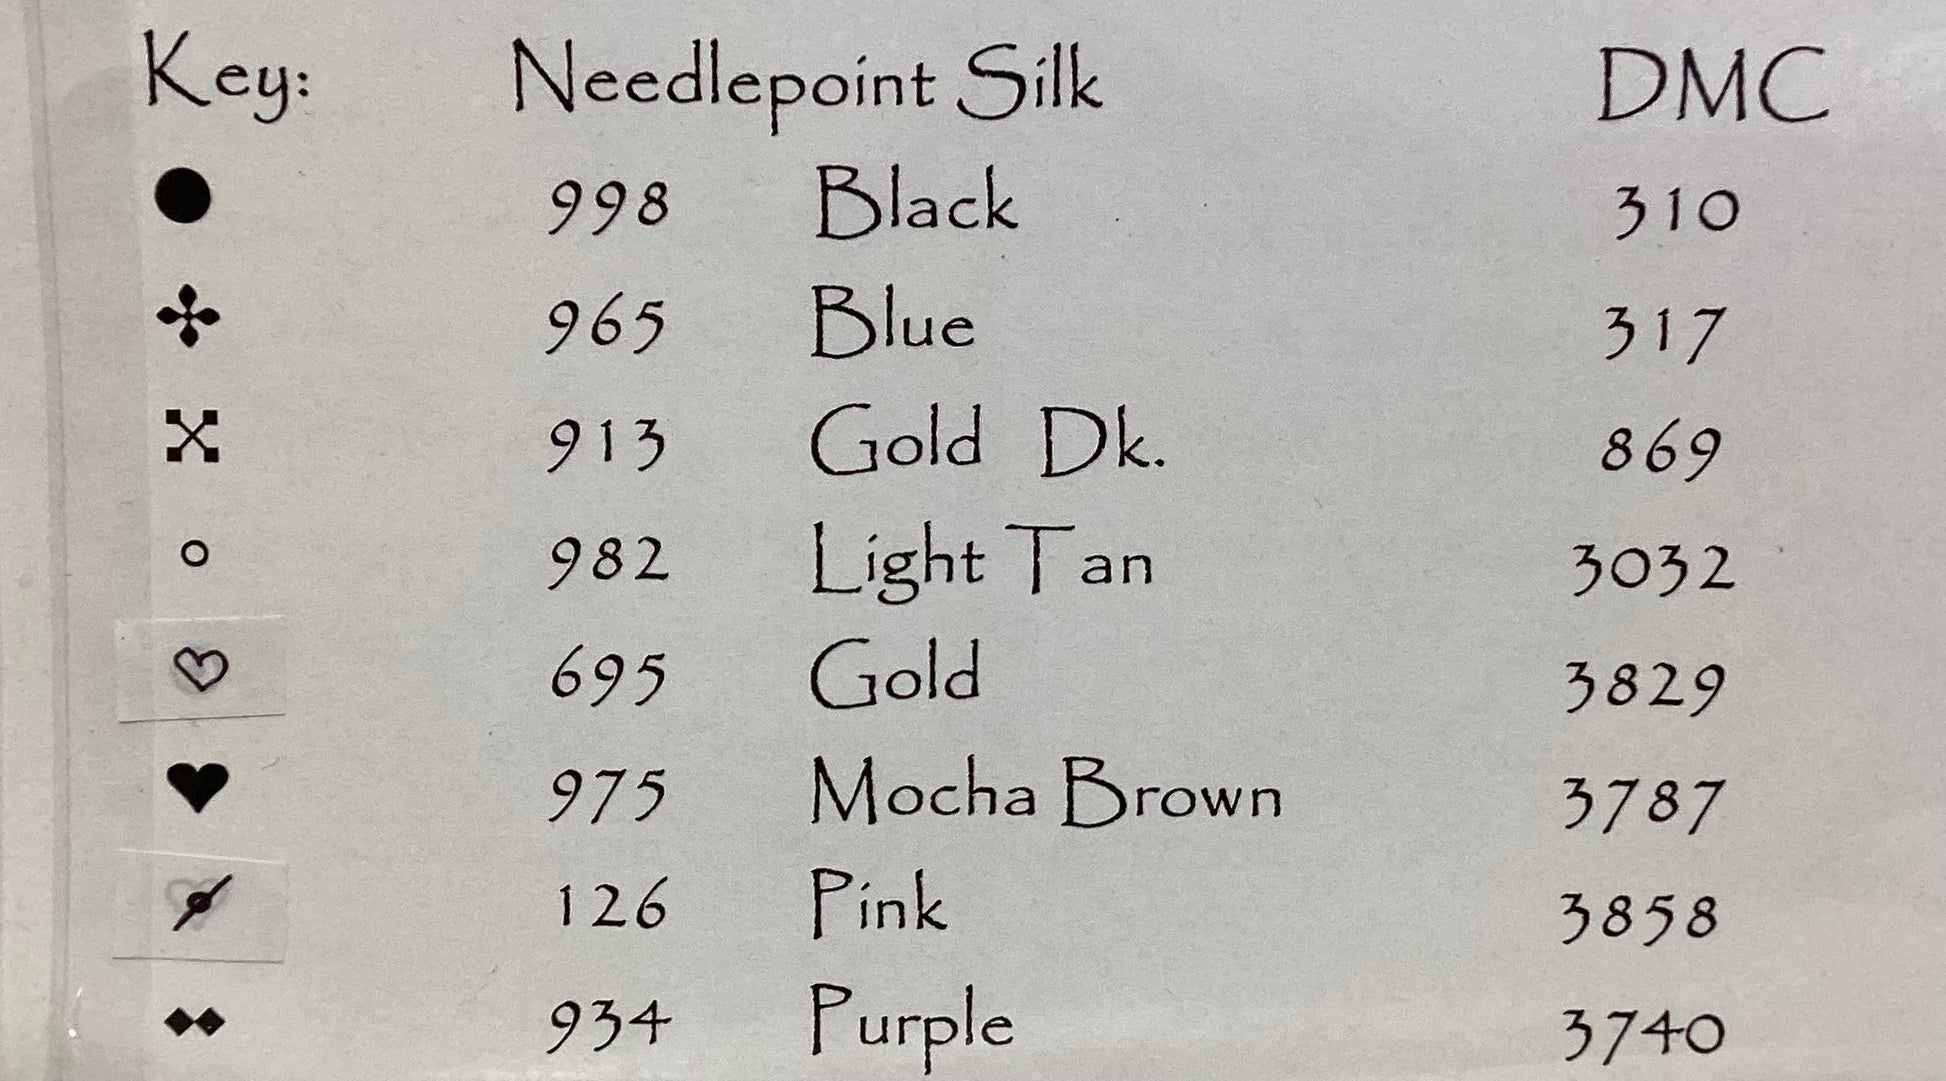 Key: Needlepoint Silk DMC
998 Black 310
965 Blue 317
913 Gold Dk. 869
982 Light Tan 3032
695 Gold 3829
975 Mocha Brown 3787
126 Pink 3858
934 Purple 3740